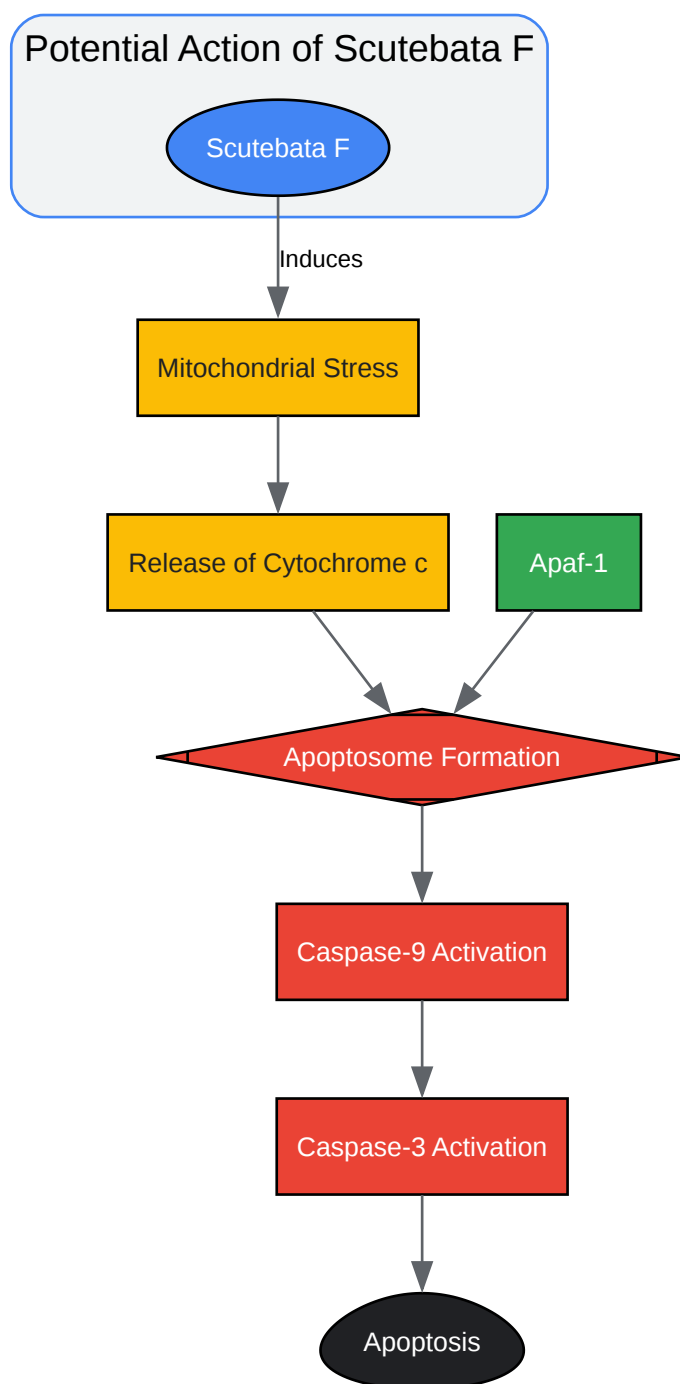 Potential Action of Scutebata F
Scutebata F
Induces
Mitochondrial Stress
Release of Cytochrome c
Apaf-1
Apoptosome Formation
Caspase-9 Activation
Caspase-3 Activation
Apoptosis